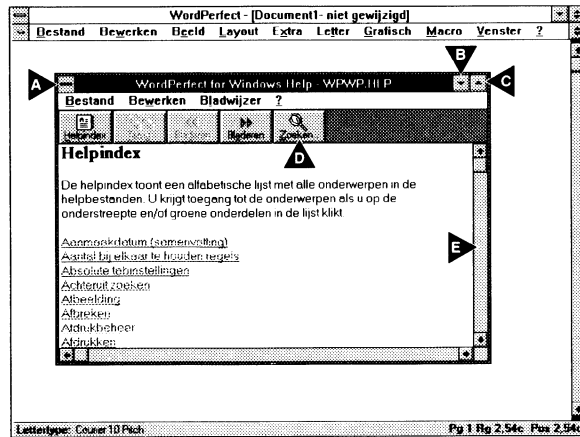 WordPerfect - [Document1- niet gewijzigd]
Bestand Bewerken Beeld Layout Extra Letter Grafisch Macro Venster ?
B
A WordPerfect for Windows Help - WPWP.HLP C
Bestand Bewerken Bladwijzer ?
Helpindex Bladeren Zoeken
D
Helpindex
De helpindex toont een alfabetische lijst met alle onderwerpen in de
helpbestanden. U krijgt toegang tot de onderwerpen als u op de
onderstreepte en/of groene onderdelen in de lijst klikt.
E
Aanmaakdatum (samenvatting)
Aantal bij elkaar te houden regels
Absolute tabinstellingen
Achteruit zoeken
Afbeelding
Afbreken
Afdrukbeheer
Afdrukken
Lettertype: Courier 10 Pitch Pg 1 Rg 2,54c Pos 2,54c